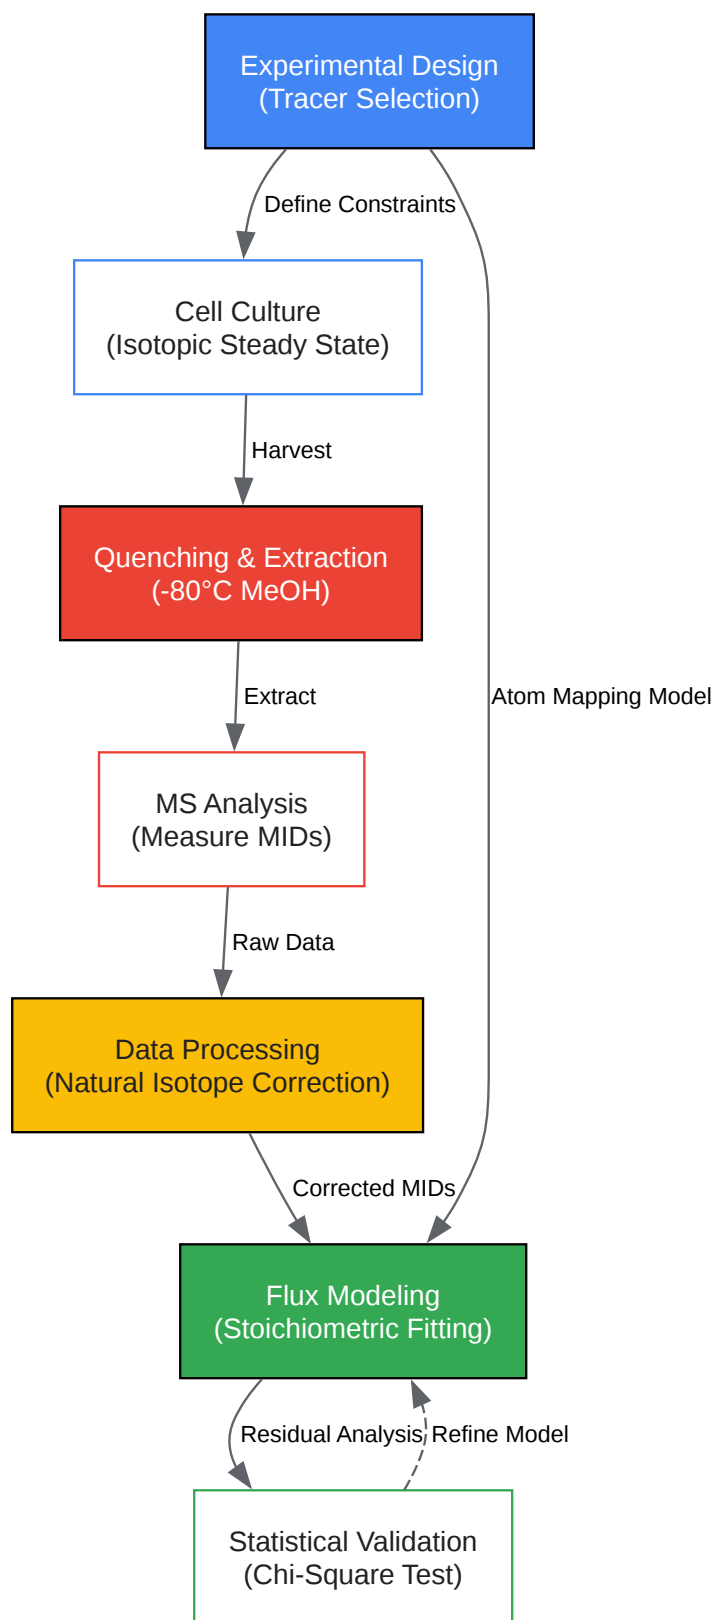 Experimental Design
(Tracer Selection)
Define Constraints
Cell Culture
(Isotopic Steady State)
Harvest
Quenching & Extraction
(-80°C MeOH)
Extract
Atom Mapping Model
MS Analysis
(Measure MIDs)
Raw Data
Data Processing
(Natural Isotope Correction)
Corrected MIDs
Flux Modeling
(Stoichiometric Fitting)
Residual Analysis
Refine Model
Statistical Validation
(Chi-Square Test)